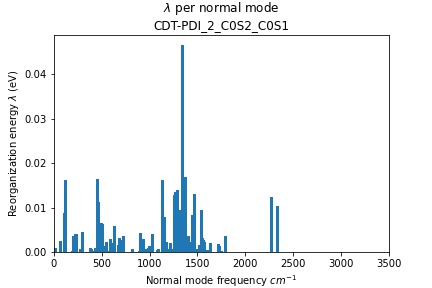 λ per normal mode
CDT-PDI_2_C0S2_C0S1
Reorganization energy λ (eV)
0.04
0.03
0.02
0.01
0.00
0 500 1000 1500 2000 2500 3000 3500
Normal mode frequency cm⁻¹